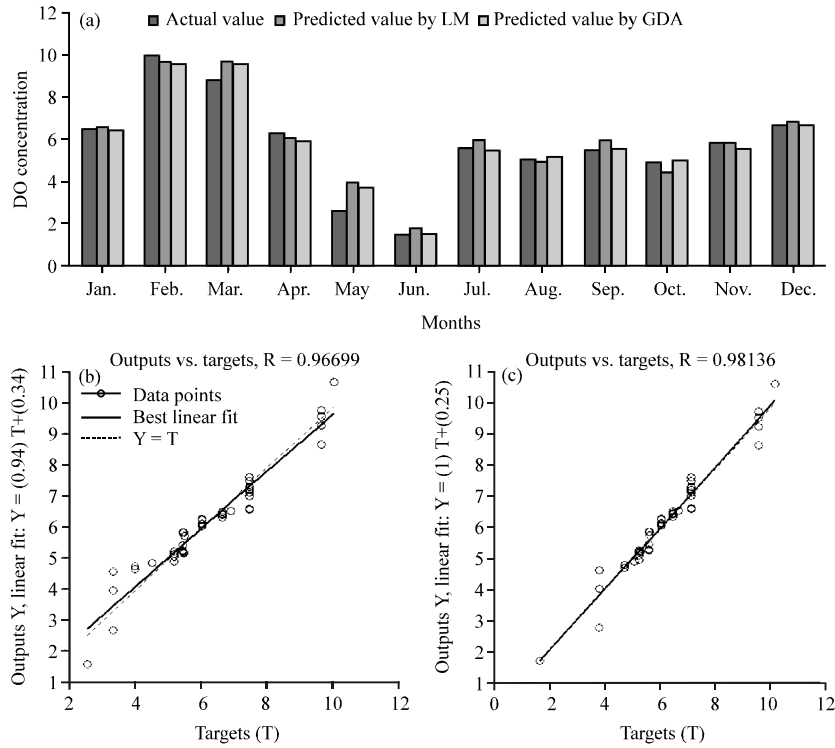 (a)
Actual value Predicted value by LM Predicted value by GDA
12
10
8
6
4
2
0
DO concentration
Jan. Feb. Mar. Apr. May Jun. Jul. Aug. Sep. Oct. Nov. Dec.
Months
Outputs vs. targets, R = 0.96699
(b)
Data points
Best linear fit
Y = T
11
10
9
8
7
6
5
4
3
2
1
Outputs Y, linear fit: Y = (0.94) T+(0.34)
2 4 6 8 10 12
Targets (T)
Outputs vs. targets, R = 0.98136
(c)
11
10
9
8
7
6
5
4
3
2
1
Outputs Y, linear fit: Y = (1) T+(0.25)
0 2 4 6 8 10 12
Targets (T)